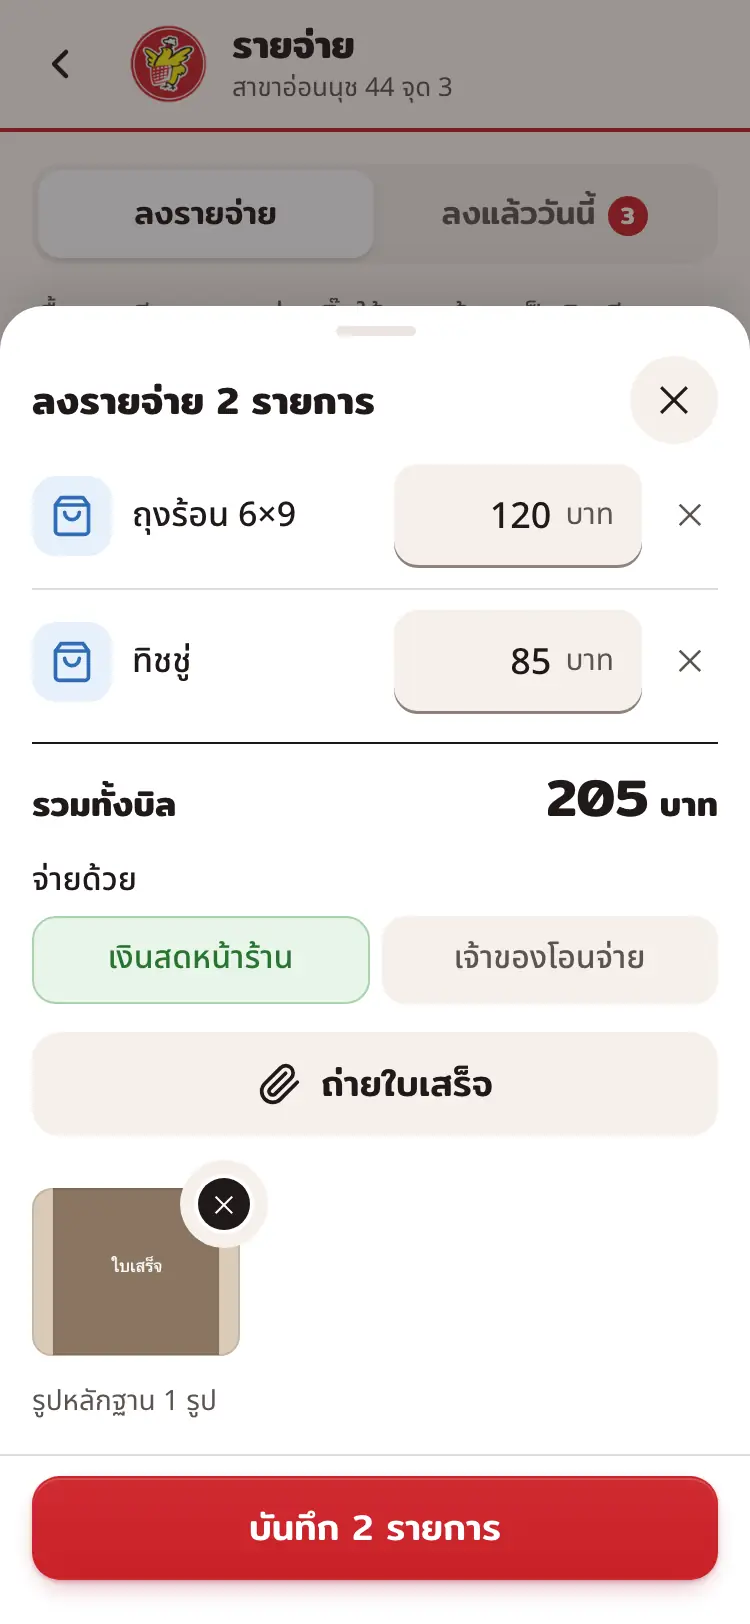 รายจ่าย
สาขาอ่อนนุช 44 จุด 3
ลงรายจ่าย
ลงแล้ววันนี้ 3
ลงรายจ่าย 2 รายการ
ถุงร้อน 6×9 120 บาท
ทิชชู่ 85 บาท
รวมทั้งบิล 205 บาท
จ่ายด้วย
เงินสดหน้าร้าน
เจ้าของโอนจ่าย
ถ่ายใบเสร็จ
ใบเสร็จ
รูปหลักฐาน 1 รูป
บันทึก 2 รายการ